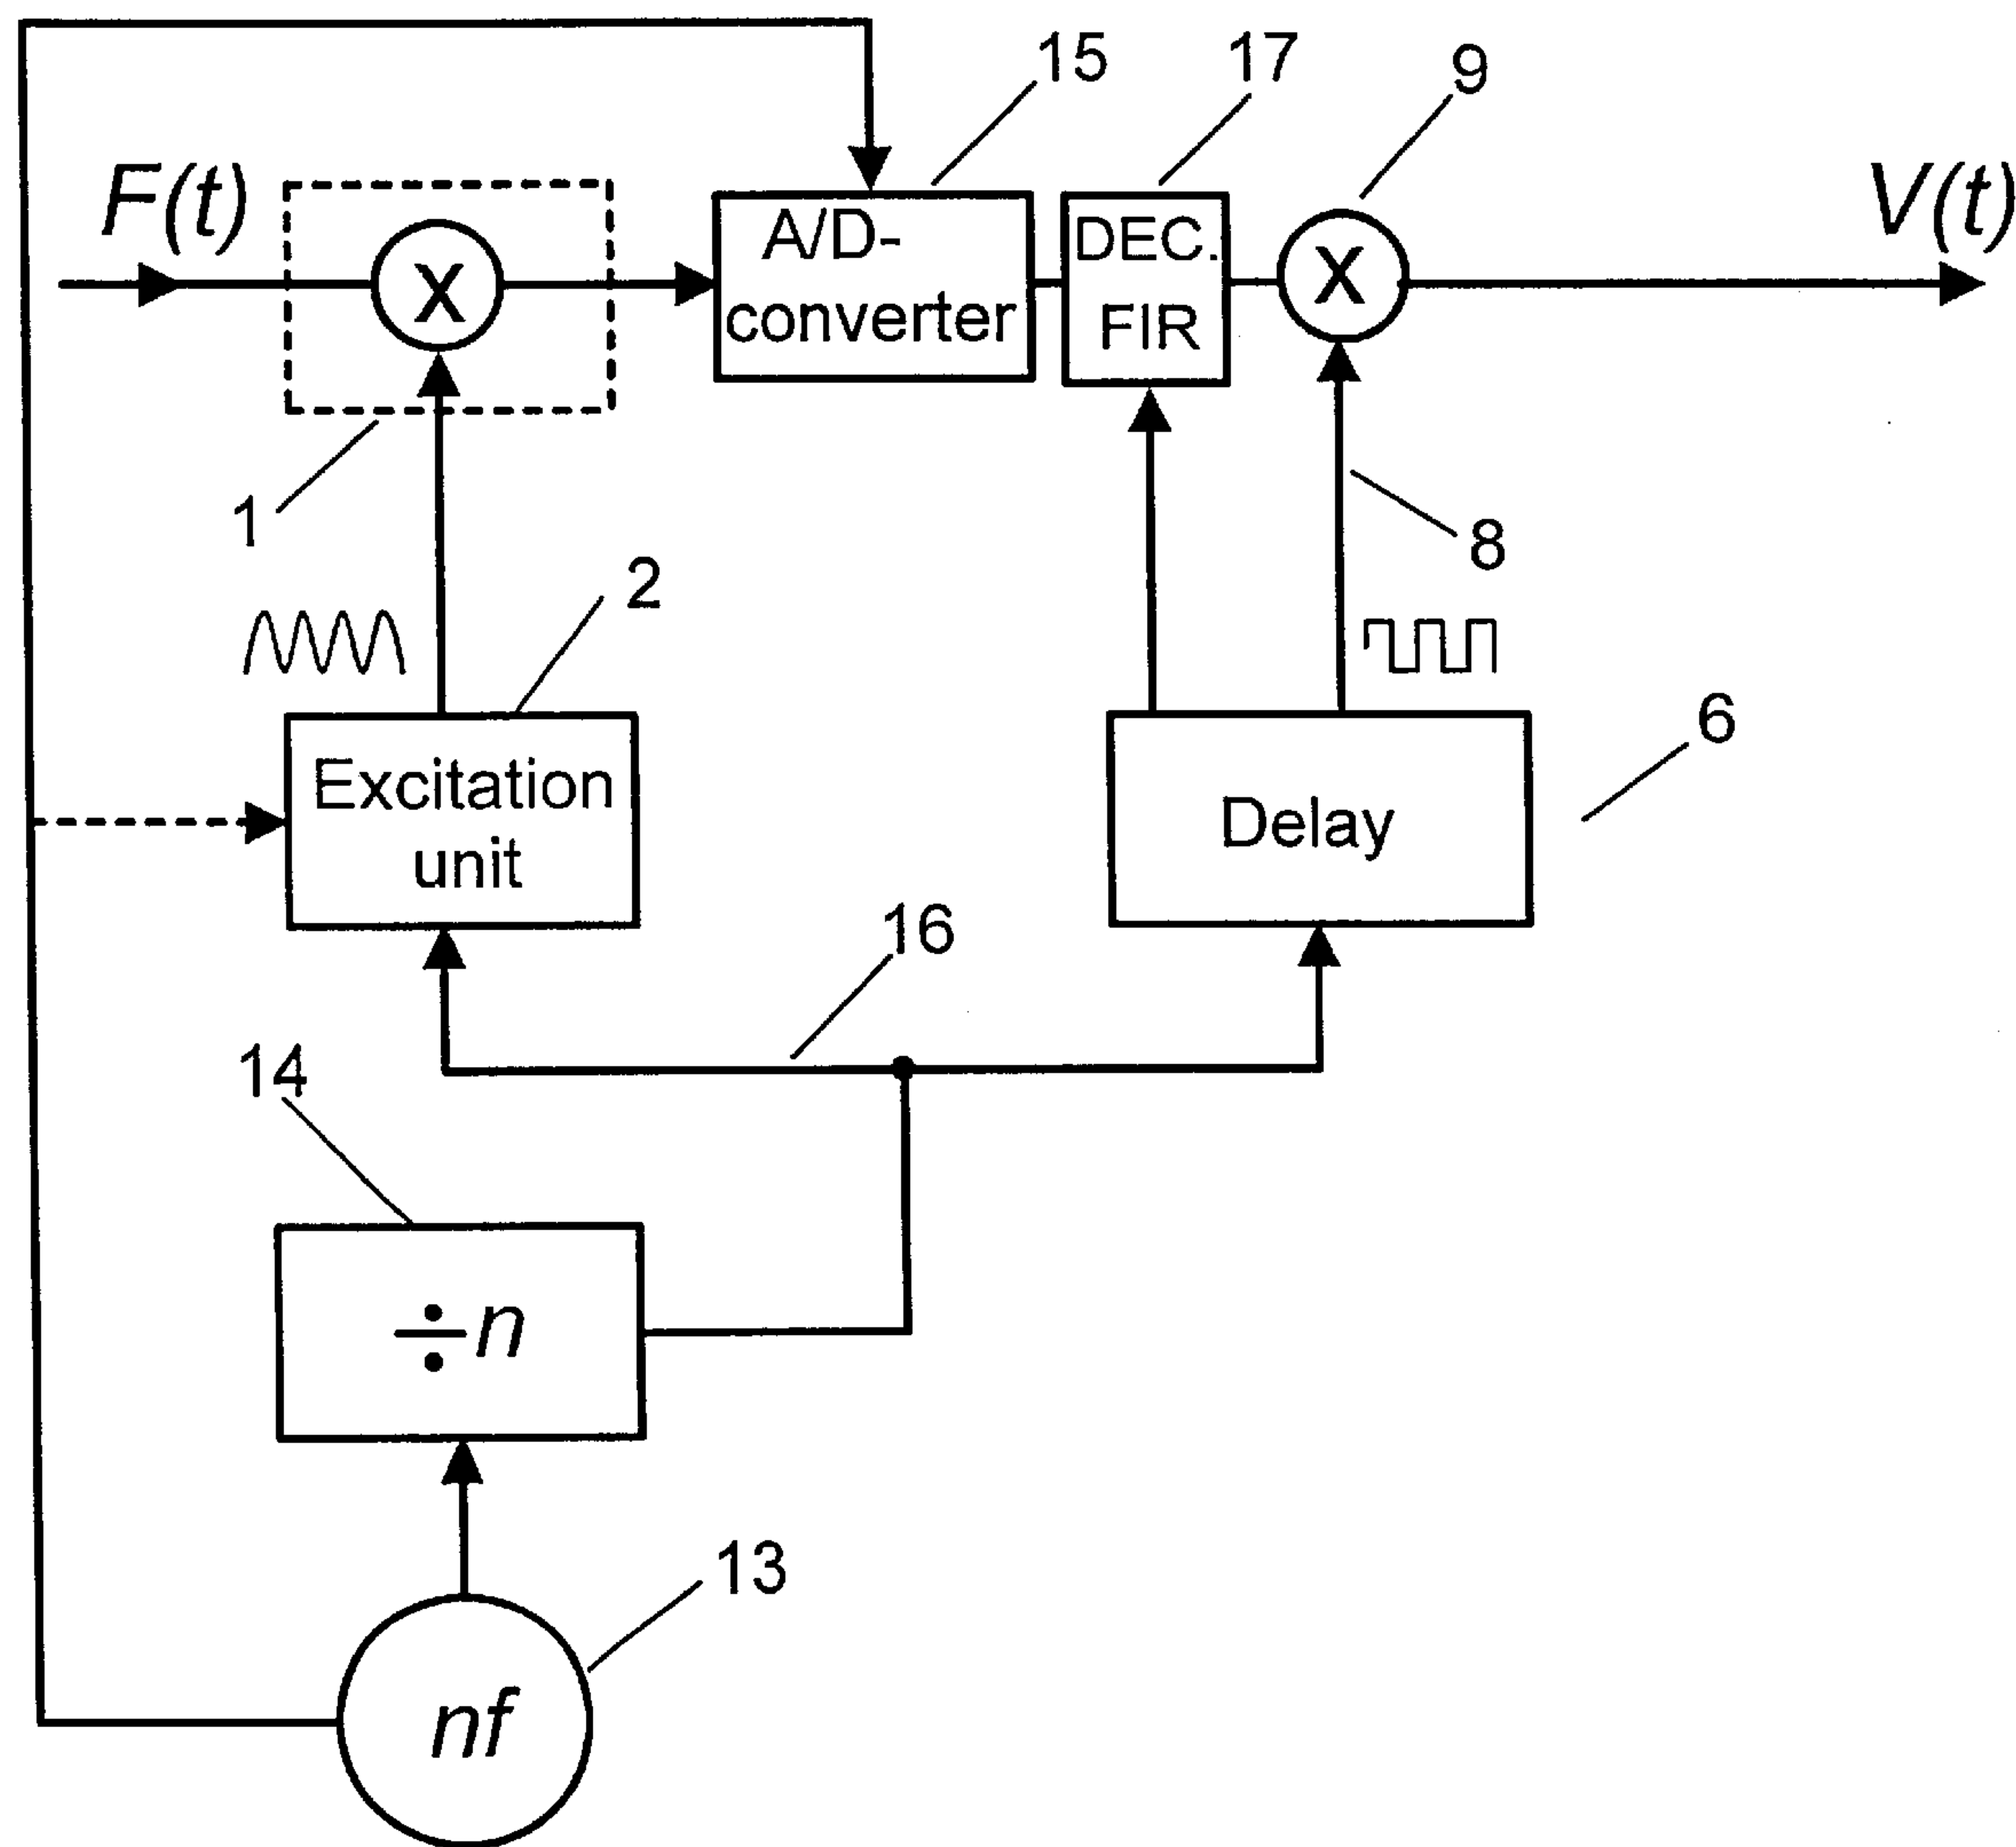 15
17
9
F(t)
X
A/D-
converter
DEC.
FIR
X
V(t)
1
8
2
6
Excitation
unit
Delay
16
14
÷n
13
nf